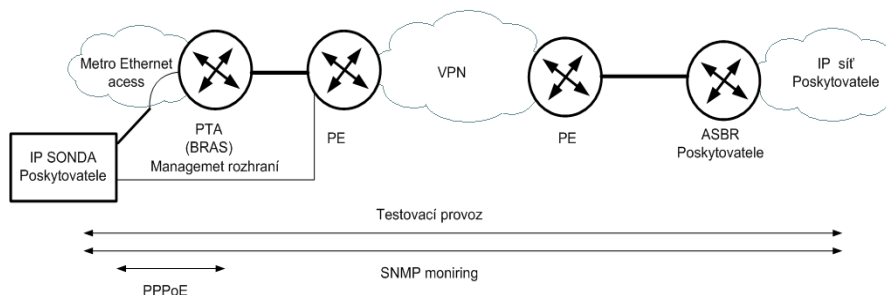 Metro Ethernet
acess
VPN
IP síť
Poskytovatele
PTA
(BRAS)
Managemet rozhraní
PE
PE
ASBR
Poskytovatele
IP SONDA
Poskytovatele
Testovací provoz
SNMP moniring
PPPoE